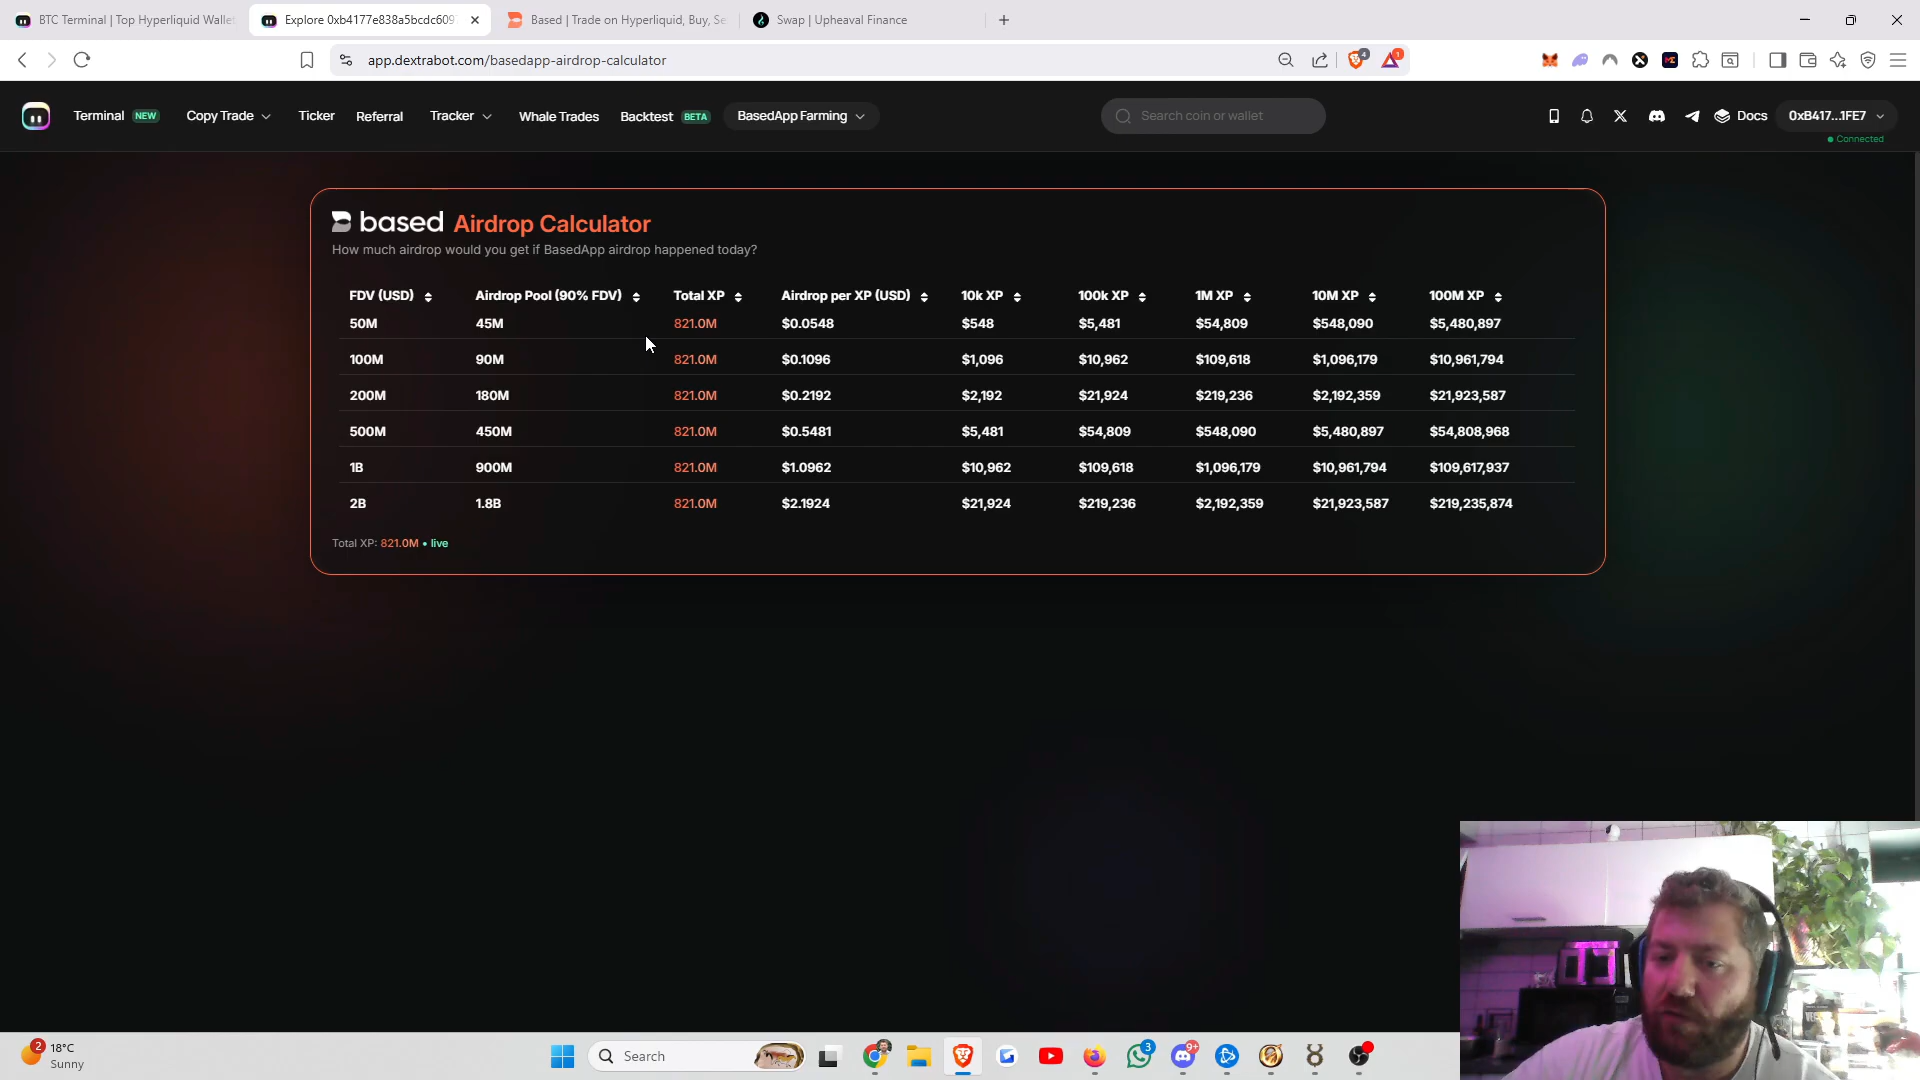 BTC Terminal | Top Hyperliquid Wallet
Explore 0xb4177e838a5bcdc609
Based | Trade on Hyperliquid, Buy, Se
Swap | Upheaval Finance
app.dextrabot.com/basedapp-airdrop-calculator
4
1
Terminal NEW
Copy Trade
Ticker
Referral
Tracker
Whale Trades
Backtest BETA
BasedApp Farming
Search coin or wallet
Docs
0xB417...1FE7
Connected
based Airdrop Calculator
How much airdrop would you get if BasedApp airdrop happened today?
FDV (USD) Airdrop Pool (90% FDV) Total XP Airdrop per XP (USD) 10k XP 100k XP 1M XP 10M XP 100M XP
50M 45M 821.0M $0.0548 $548 $5,481 $54,809 $548,090 $5,480,897
100M 90M 821.0M $0.1096 $1,096 $10,962 $109,618 $1,096,179 $10,961,794
200M 180M 821.0M $0.2192 $2,192 $21,924 $219,236 $2,192,359 $21,923,587
500M 450M 821.0M $0.5481 $5,481 $54,809 $548,090 $5,480,897 $54,808,968
1B 900M 821.0M $1.0962 $10,962 $109,618 $1,096,179 $10,961,794 $109,617,937
2B 1.8B 821.0M $2.1924 $21,924 $219,236 $2,192,359 $21,923,587 $219,235,874
Total XP: 821.0M • live
2
18°C
Sunny
Search
3
9+